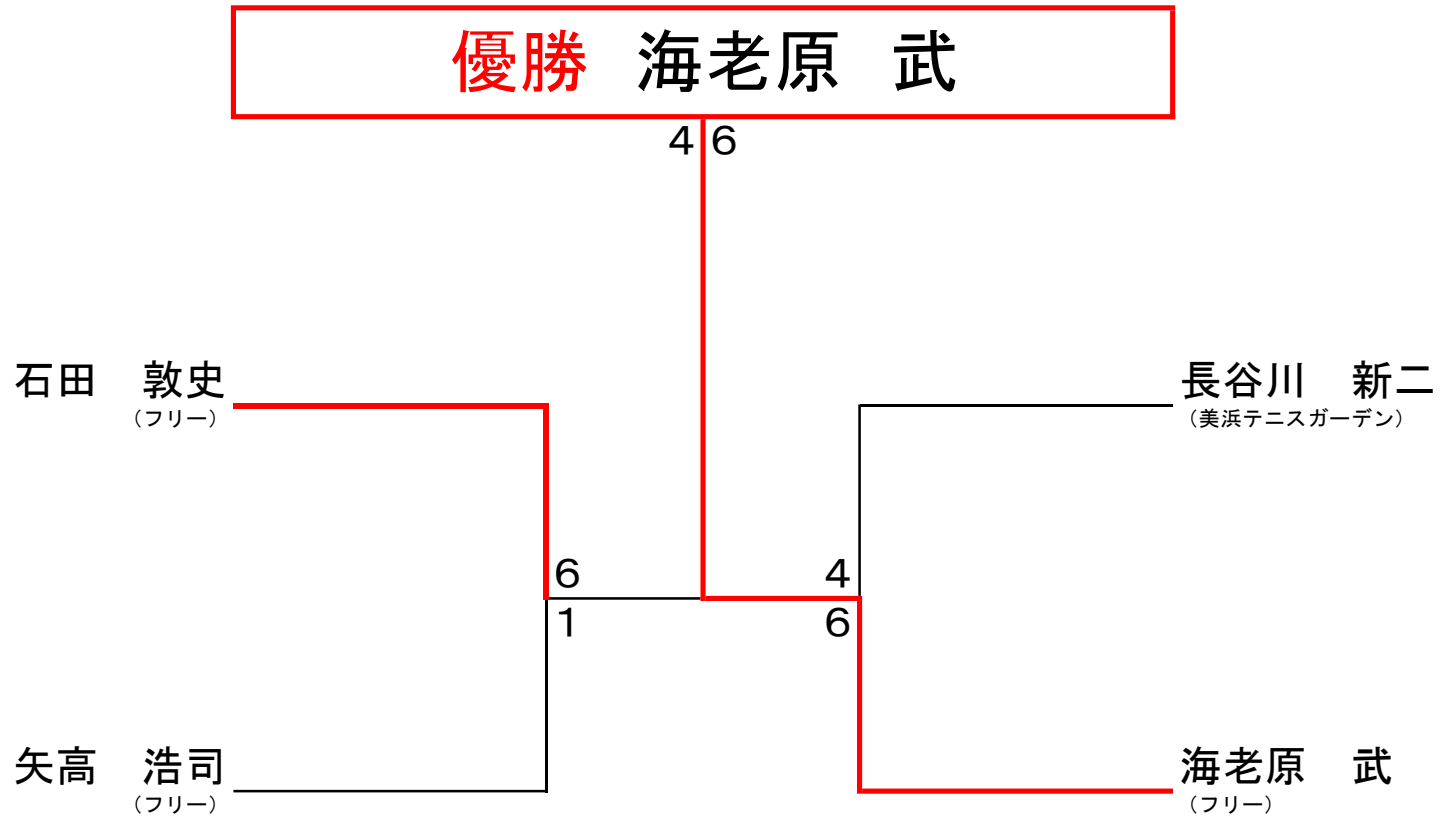 優勝　海老原　武
4 6
石田　敦史
（フリー）
長谷川　新二
（美浜テニスガーデン）
6
1
4
6
矢高　浩司
（フリー）
海老原　武
（フリー）